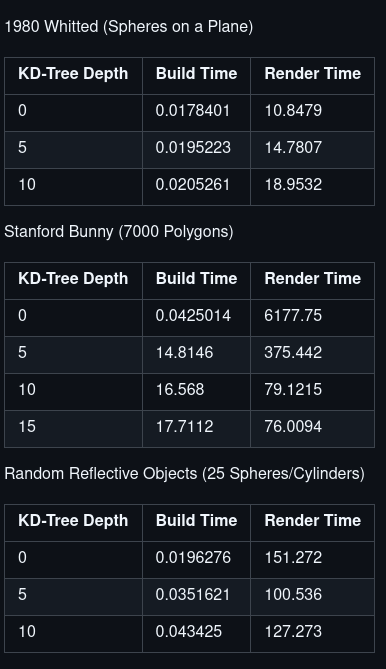 1980 Whitted (Spheres on a Plane)
KD-Tree Depth Build Time Render Time
0 0.0178401 10.8479
5 0.0195223 14.7807
10 0.0205261 18.9532
Stanford Bunny (7000 Polygons)
KD-Tree Depth Build Time Render Time
0 0.0425014 6177.75
5 14.8146 375.442
10 16.568 79.1215
15 17.7112 76.0094
Random Reflective Objects (25 Spheres/Cylinders)
KD-Tree Depth Build Time Render Time
0 0.0196276 151.272
5 0.0351621 100.536
10 0.043425 127.273